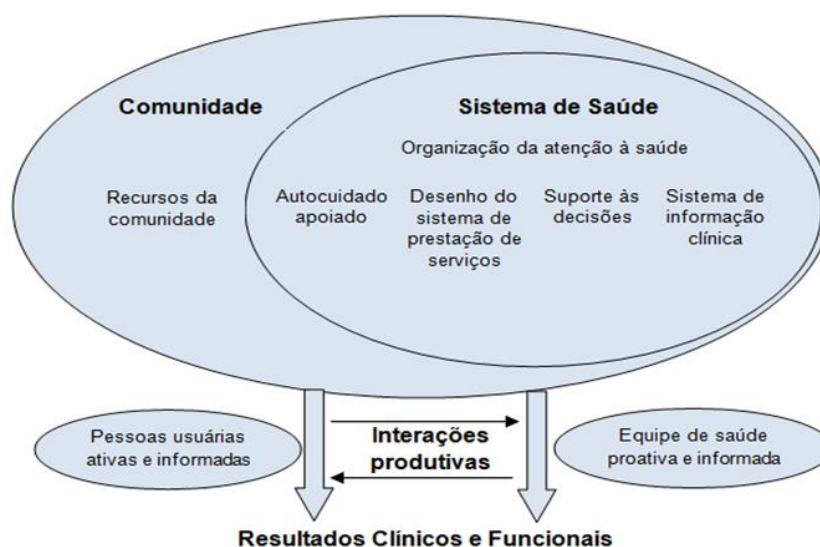 Comunidade
Sistema de Saúde
Organização da atenção à saúde
Recursos da
comunidade
Autocuidado
apoiado
Desenho do
sistema de
prestação de
serviços
Suporte às
decisões
Sistema de
informação
clínica
Pessoas usuárias
ativas e informadas
Interações
produtivas
Equipe de saúde
proativa e informada
Resultados Clínicos e Funcionais